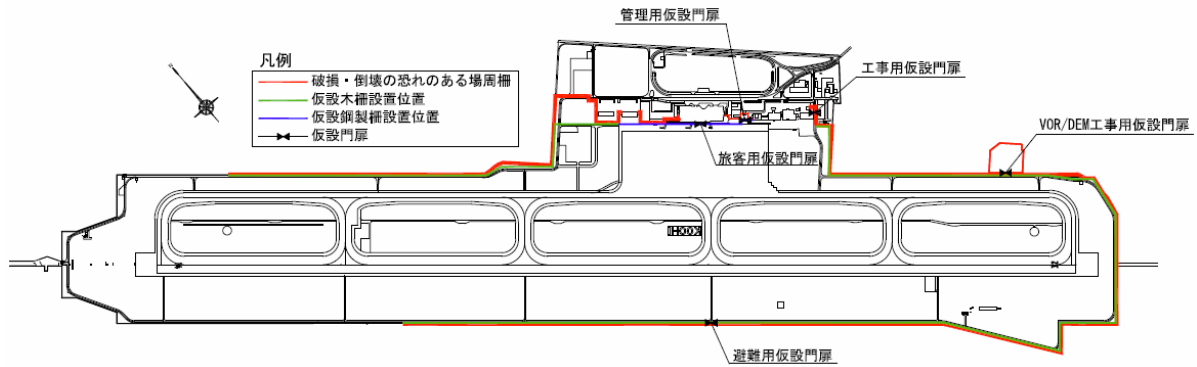 管理用仮設門扉
凡例
破損・倒壊の恐れのある場周柵
仮設木柵設置位置
仮設鋼製柵設置位置
仮設門扉
工事用仮設門扉
VOR/DEM工事用仮設門扉
旅客用仮設門扉
避難用仮設門扉